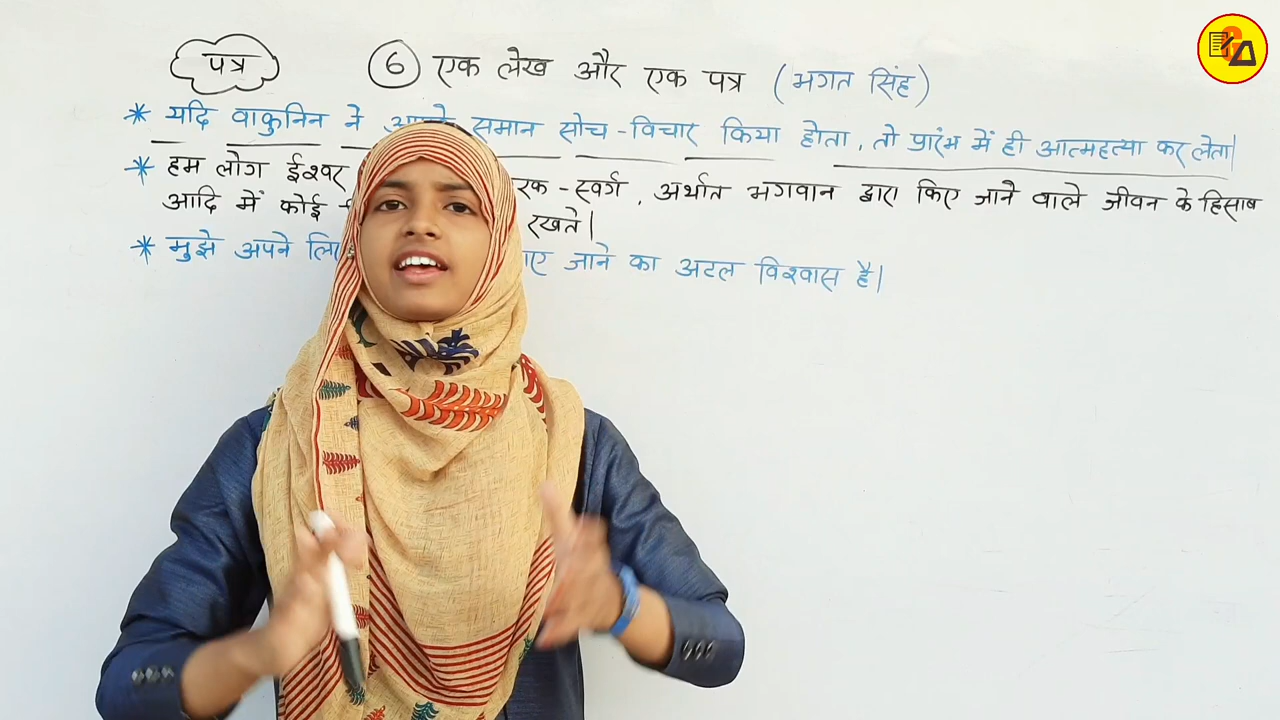 पत्र
6 एक लेख और एक पत्र (भगत सिंह)
* यदि वाकुनिन ने समान सोच-विचार किया होता, तो प्रारंभ में ही आत्महत्या कर लेता|
* हम लोग ईश्वर - स्वर्ग, अर्थात भगवान द्वारा किए जाने वाले जीवन के हिसाब
आदि में कोई रखते|
* मुझे अपने जाने का अटल विश्वास है|